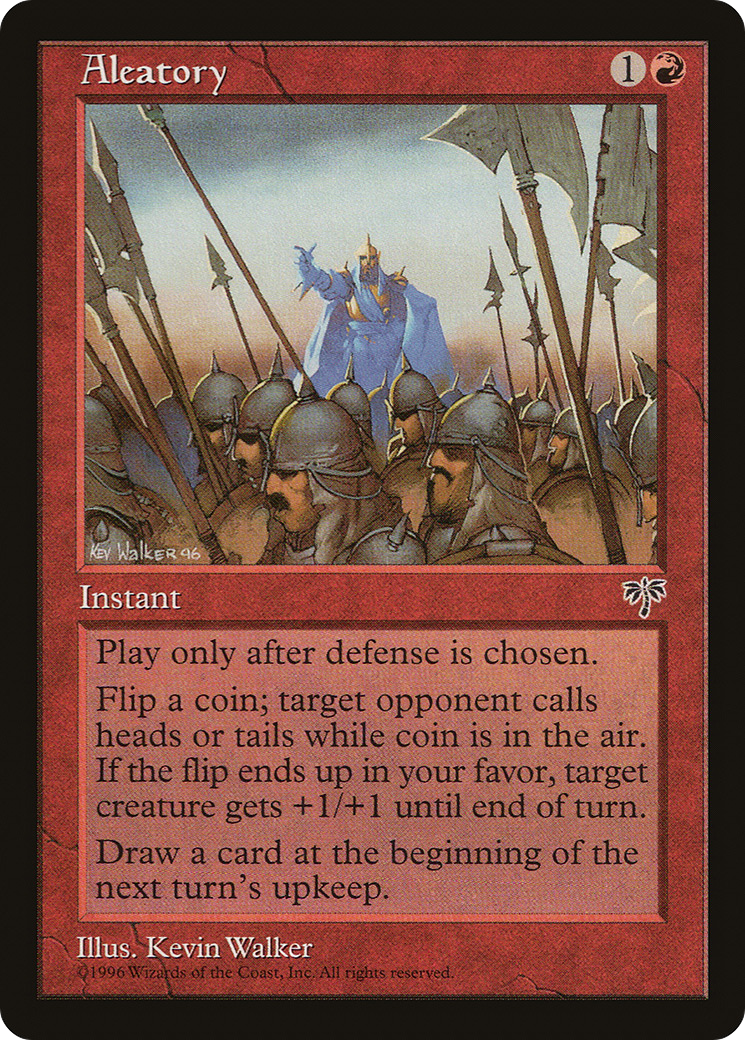 Aleatory 1
KEV WALKER 96
Instant
Play only after defense is chosen.
Flip a coin; target opponent calls
heads or tails while coin is in the air.
If the flip ends up in your favor, target
creature gets +1/+1 until end of turn.
Draw a card at the beginning of the
next turn's upkeep.
Illus. Kevin Walker
©1996 Wizards of the Coast, Inc. All rights reserved.